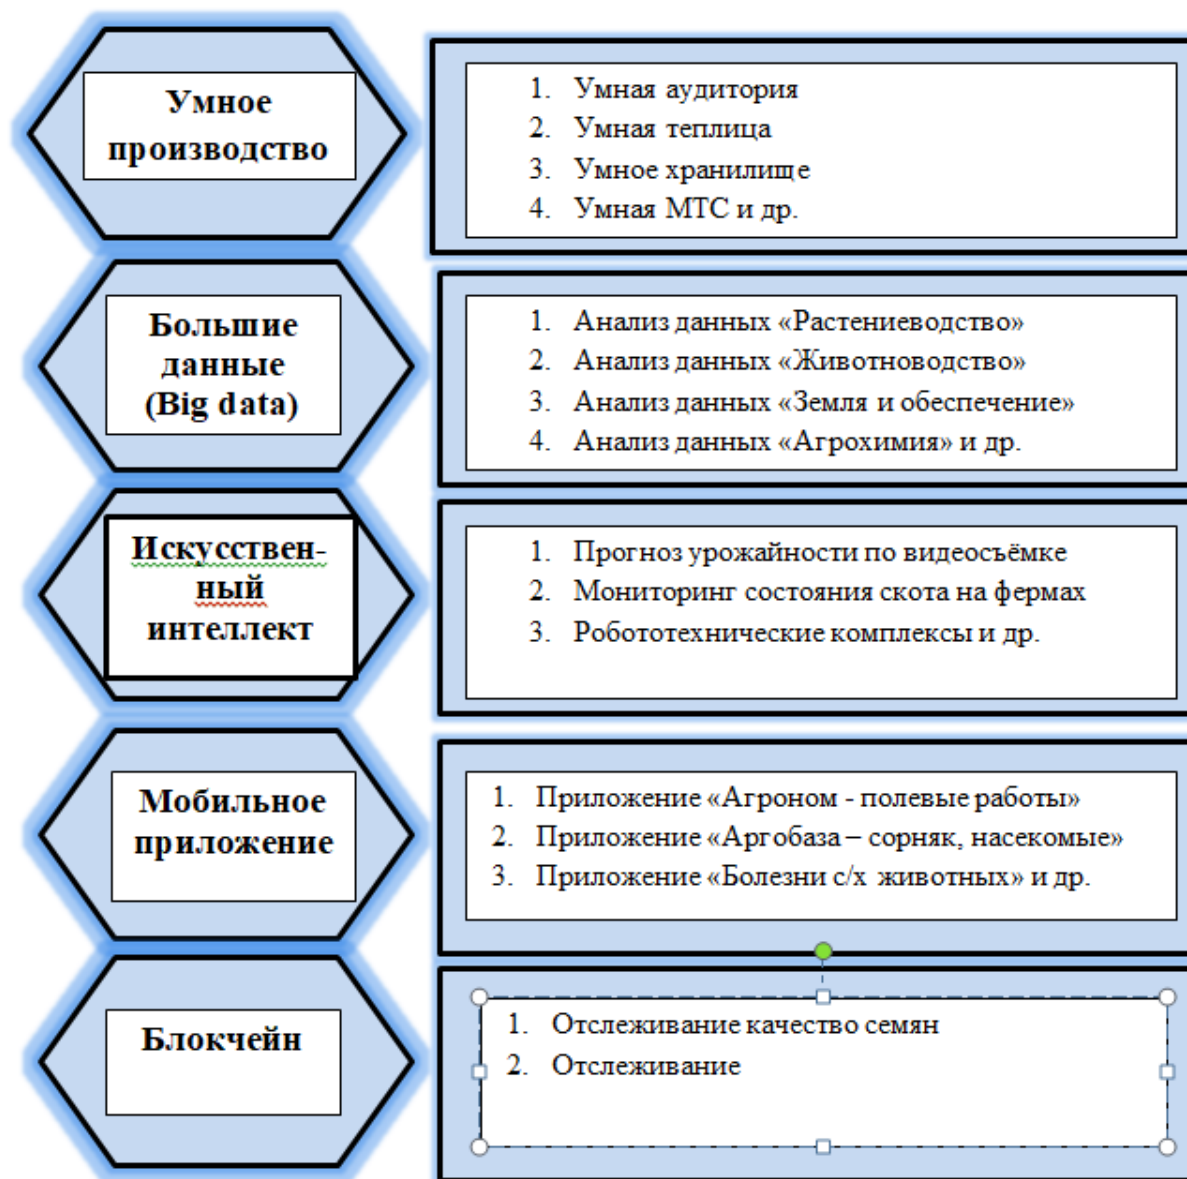 Умное
производство
1. Умная аудитория
2. Умная теплица
3. Умное хранилище
4. Умная МТС и др.
Большие
данные
(Big data)
1. Анализ данных «Растениеводство»
2. Анализ данных «Животноводство»
3. Анализ данных «Земля и обеспечение»
4. Анализ данных «Агрохимия» и др.
Искусствен-
ный
интеллект
1. Прогноз урожайности по видеосъёмке
2. Мониторинг состояния скота на фермах
3. Робототехнические комплексы и др.
Мобильное
приложение
1. Приложение «Агроном - полевые работы»
2. Приложение «Аргобаза – сорняк, насекомые»
3. Приложение «Болезни с/х животных» и др.
Блокчейн
1. Отслеживание качество семян
2. Отслеживание